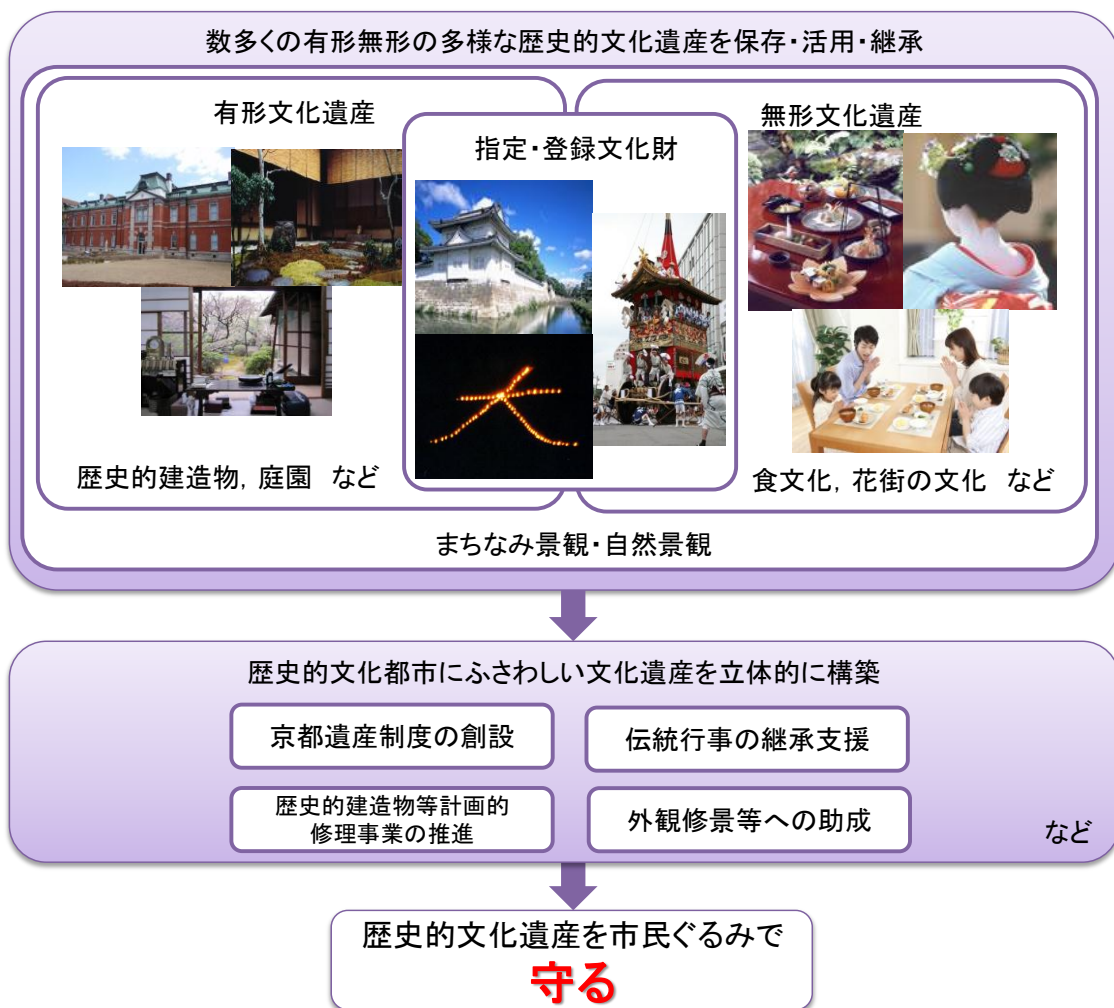 数多くの有形無形の多様な歴史的文化遺産を保存・活用・継承
有形文化遺産
指定・登録文化財
無形文化遺産
歴史的建造物, 庭園　など
食文化, 花街の文化　など
まちなみ景観・自然景観
歴史的文化都市にふさわしい文化遺産を立体的に構築
京都遺産制度の創設
伝統行事の継承支援
歴史的建造物等計画的
修理事業の推進
外観修景等への助成
など
歴史的文化遺産を市民ぐるみで
守る